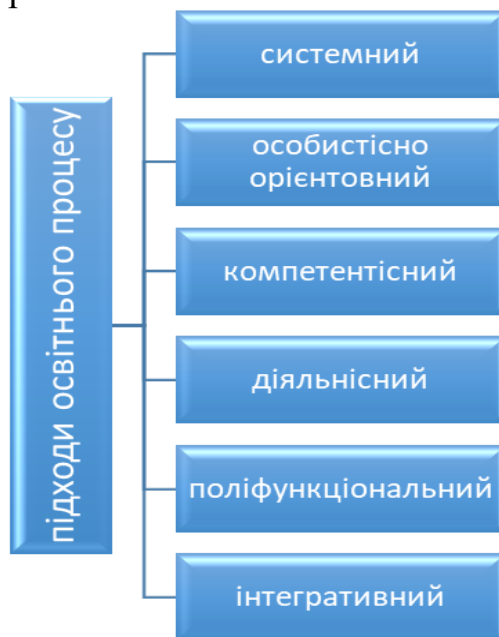 підходи освітнього процесу
системний
особистісно
орієнтовний
компетентісний
діяльнісний
поліфункціональний
інтегративний